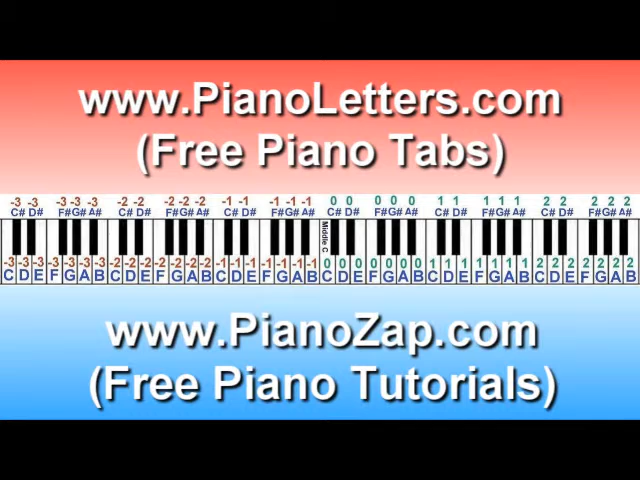 www.PianoLetters.com
(Free Piano Tabs)
-3 -3 -3 -3 -3 -2 -2 -2 -2 -2 -1 -1 -1 -1 -1 0 0 0 0 0 1 1 1 1 1 2 2 2 2 2
C# D# F# G# A# C# D# F# G# A# C# D# F# G# A# C# D# F# G# A# C# D# F# G# A# C# D# F# G# A#
Middle C
-3 -3 -3 -3 -3 -3 -3 -2 -2 -2 -2 -2 -2 -2 -1 -1 -1 -1 -1 -1 -1 0 0 0 0 0 0 0 1 1 1 1 1 1 1 2 2 2 2 2 2 2
C D E F G A B C D E F G A B C D E F G A B C D E F G A B C D E F G A B C D E F G A B
www.PianoZap.com
(Free Piano Tutorials)